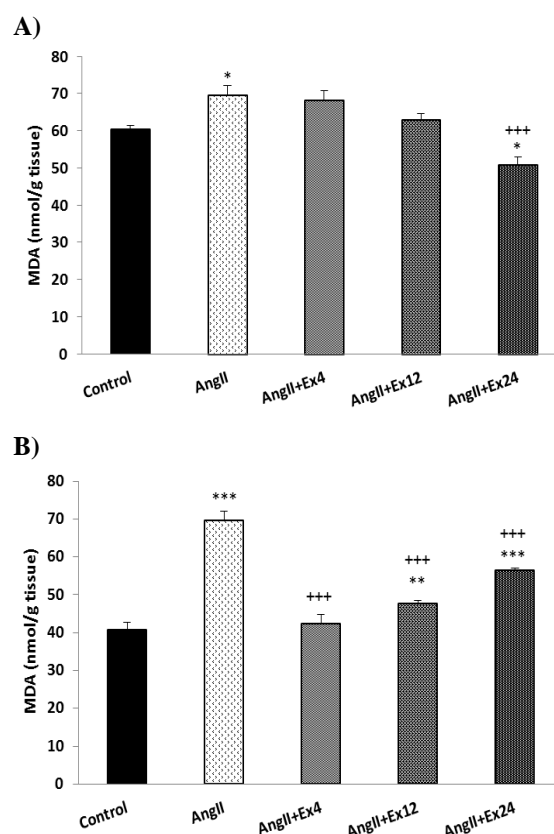 A)
MDA (nmol/g tissue)
80
70
60
50
40
30
20
10
0
*
+++
*
Control
AngII
AngII+Ex4
AngII+Ex12
AngII+Ex24
B)
MDA (nmol/g tissue)
80
70
60
50
40
30
20
10
0
***
+++
+++
**
+++
***
Control
AngII
AngII+Ex4
AngII+Ex12
AngII+Ex24